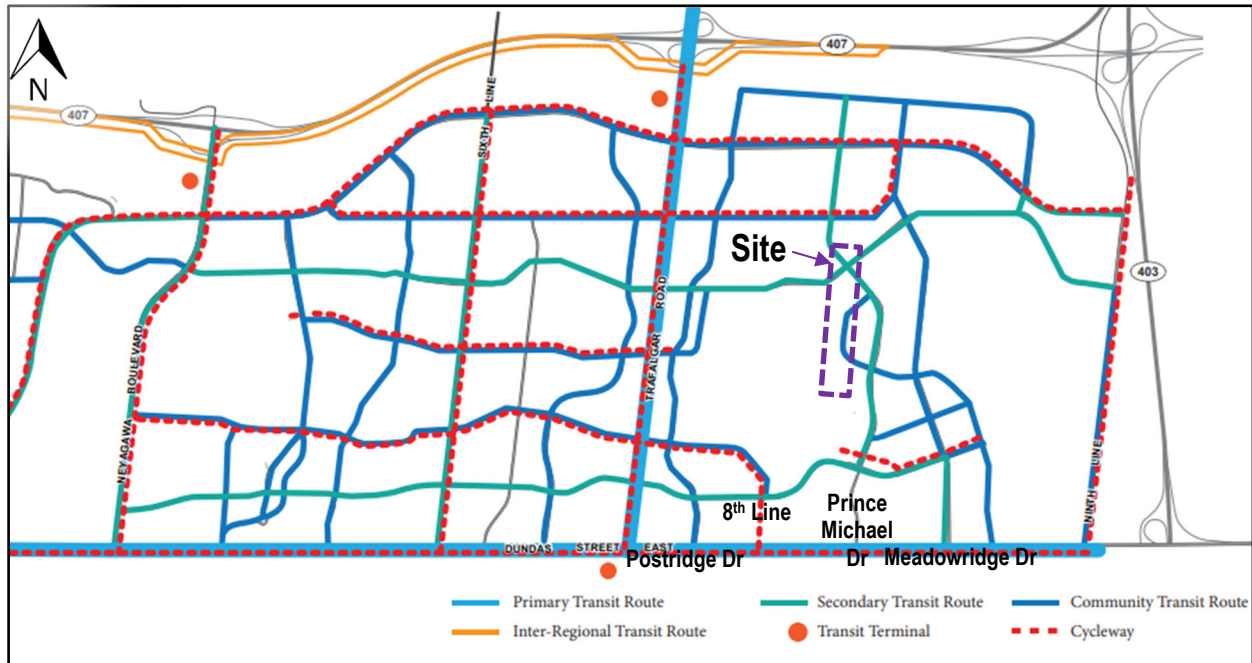 N
407
407
SIXTH LINE
Site
403
TRAFALGAR ROAD
NEYAGAWA BOULEVARD
NINTH LINE
8th Line
Prince
Michael
Dr
DUNDAS STREET EAST
Postridge Dr
Meadowridge Dr
Primary Transit Route
Secondary Transit Route
Community Transit Route
Inter-Regional Transit Route
Transit Terminal
Cycleway